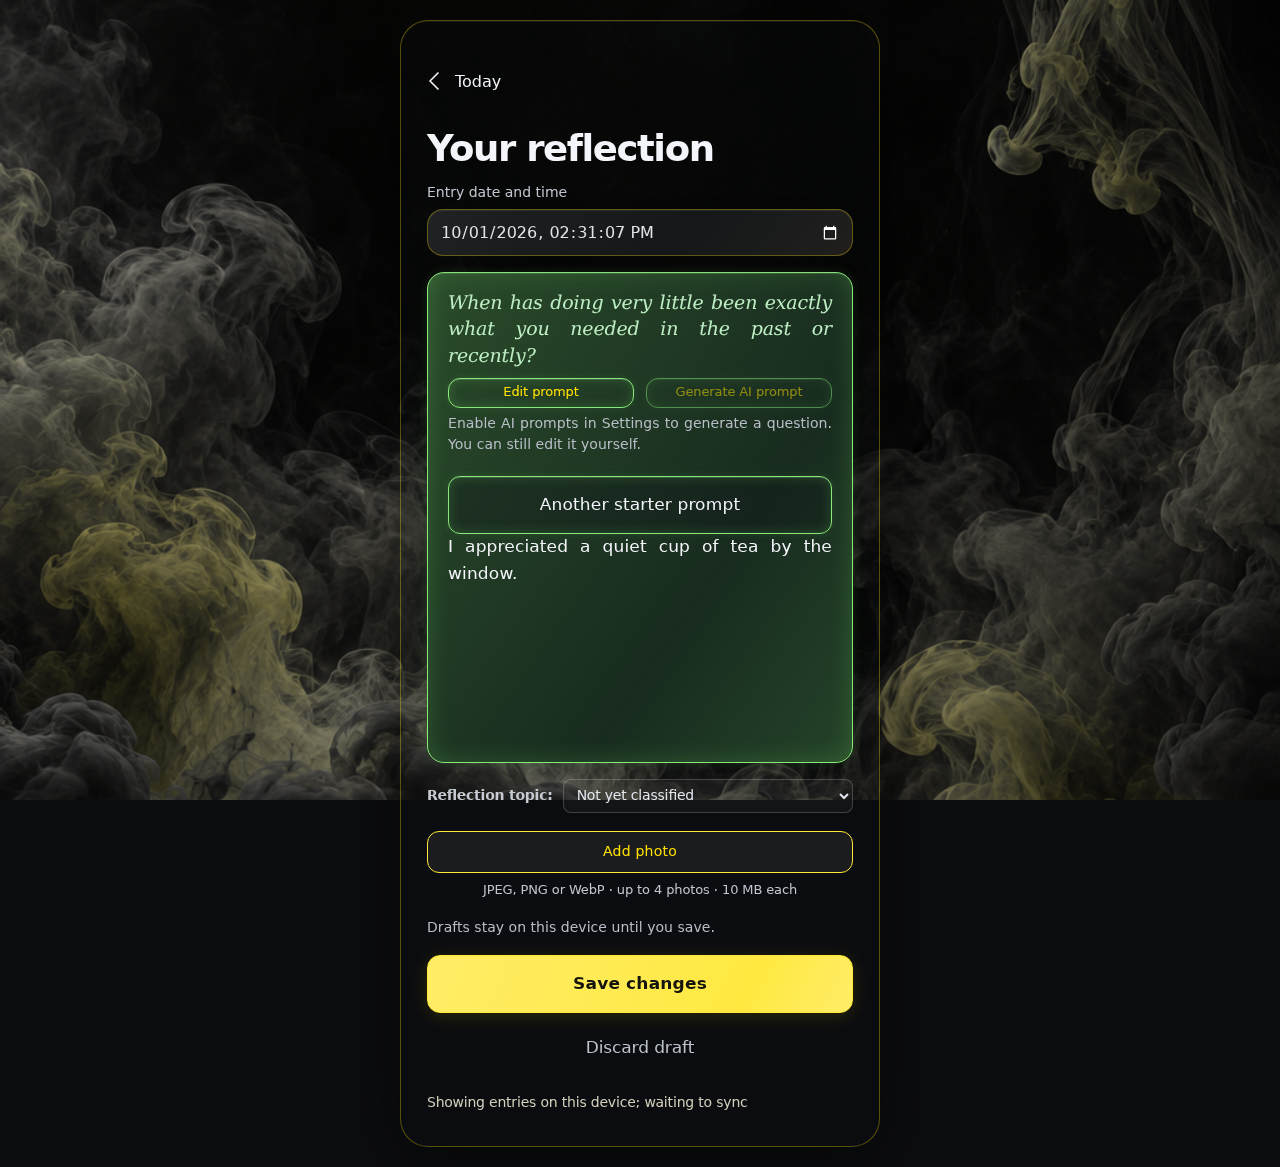 Today
Your reflection
Entry date and time
10/01/2026, 02:31:07 PM
When has doing very little been exactly
what you needed in the past or
recently?
Edit prompt
Generate AI prompt
Enable AI prompts in Settings to generate a question.
You can still edit it yourself.
Another starter prompt
I appreciated a quiet cup of tea by the
window.
Reflection topic: Not yet classified
Add photo
JPEG, PNG or WebP · up to 4 photos · 10 MB each
Drafts stay on this device until you save.
Save changes
Discard draft
Showing entries on this device; waiting to sync